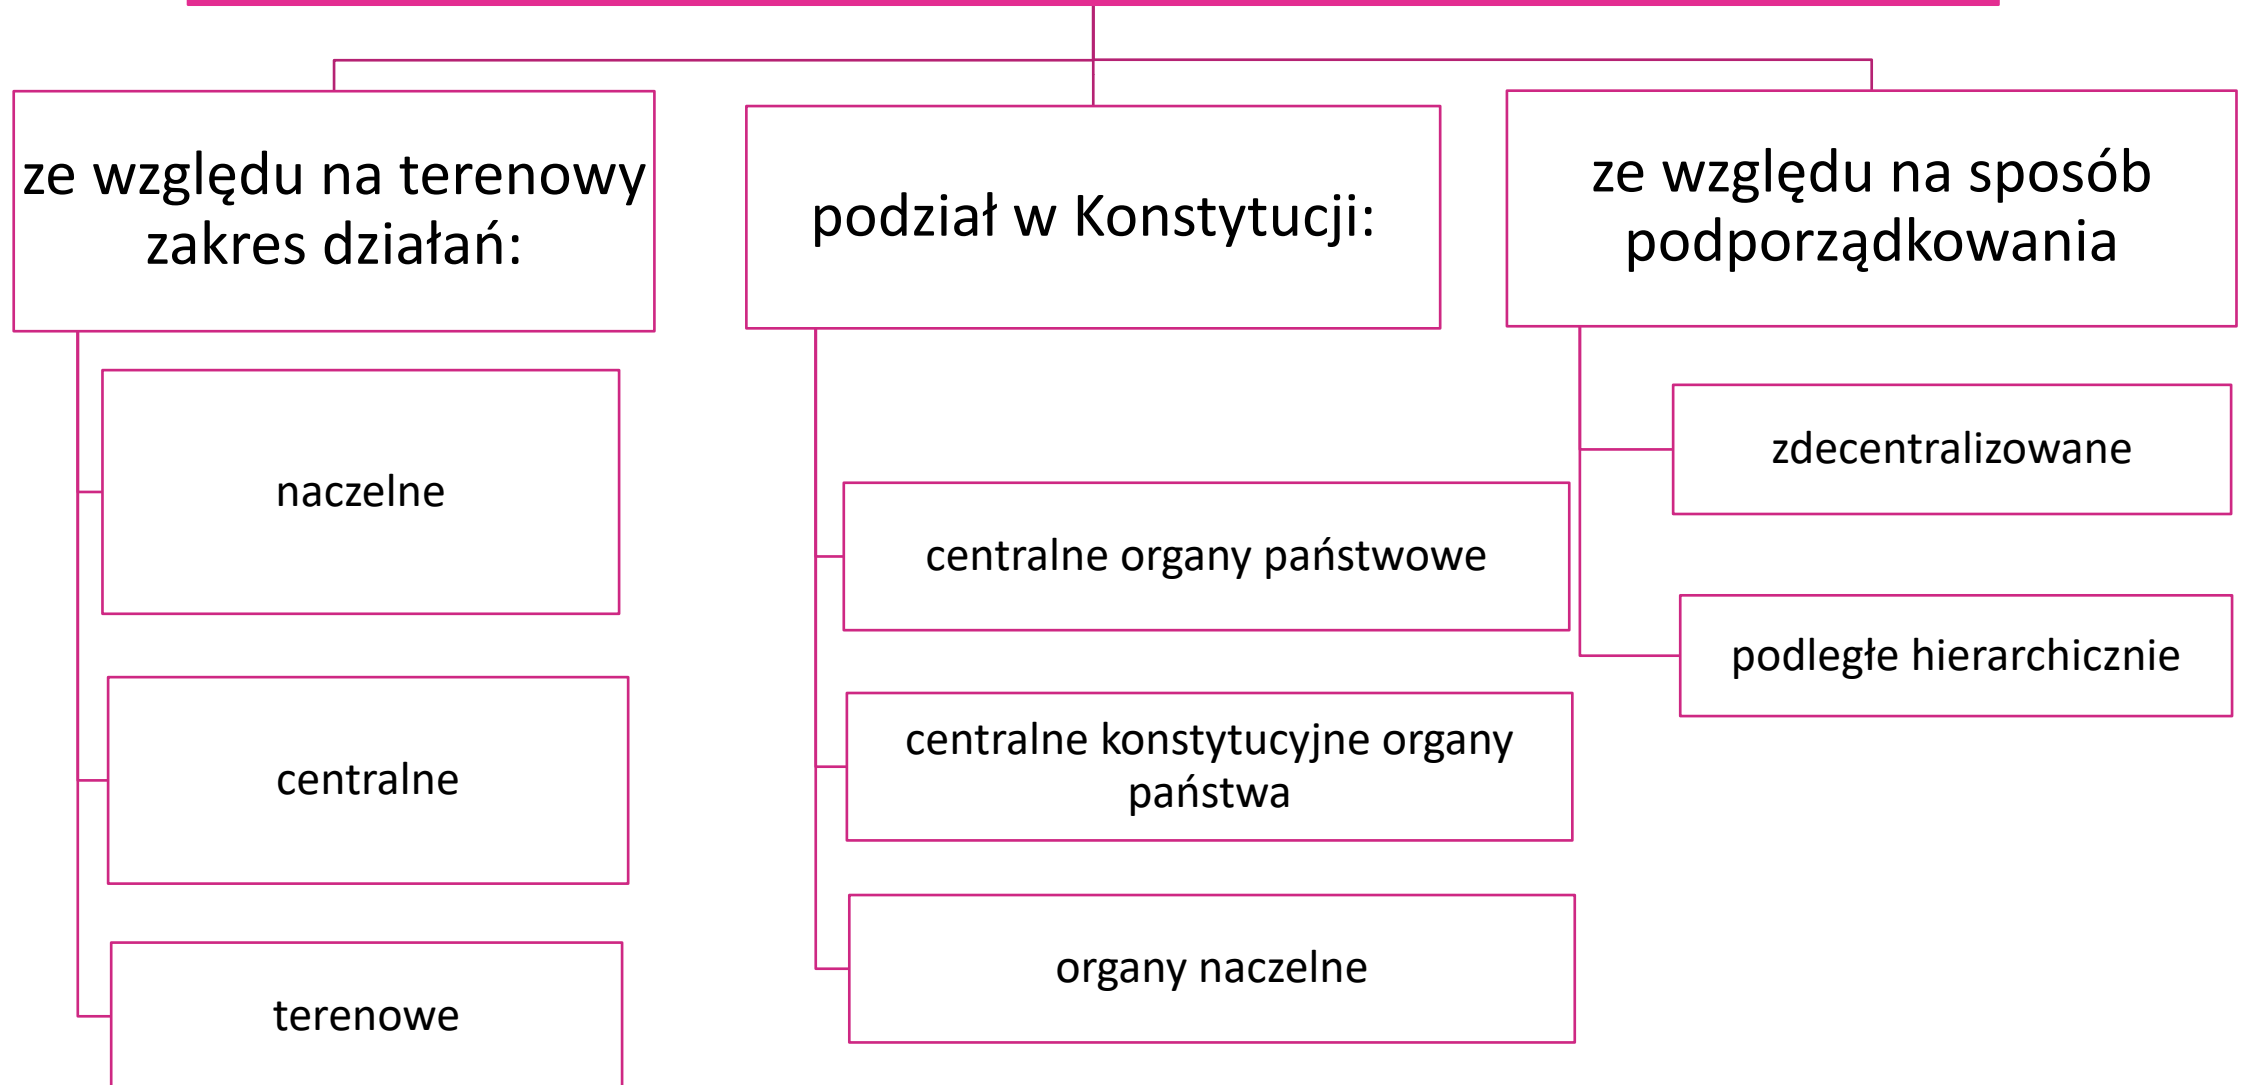 ze względu na terenowy
zakres działań:
naczelne
centralne
terenowe
podział w Konstytucji:
centralne organy państwowe
centralne konstytucyjne organy
państwa
organy naczelne
ze względu na sposób
podporządkowania
zdecentralizowane
podległe hierarchicznie